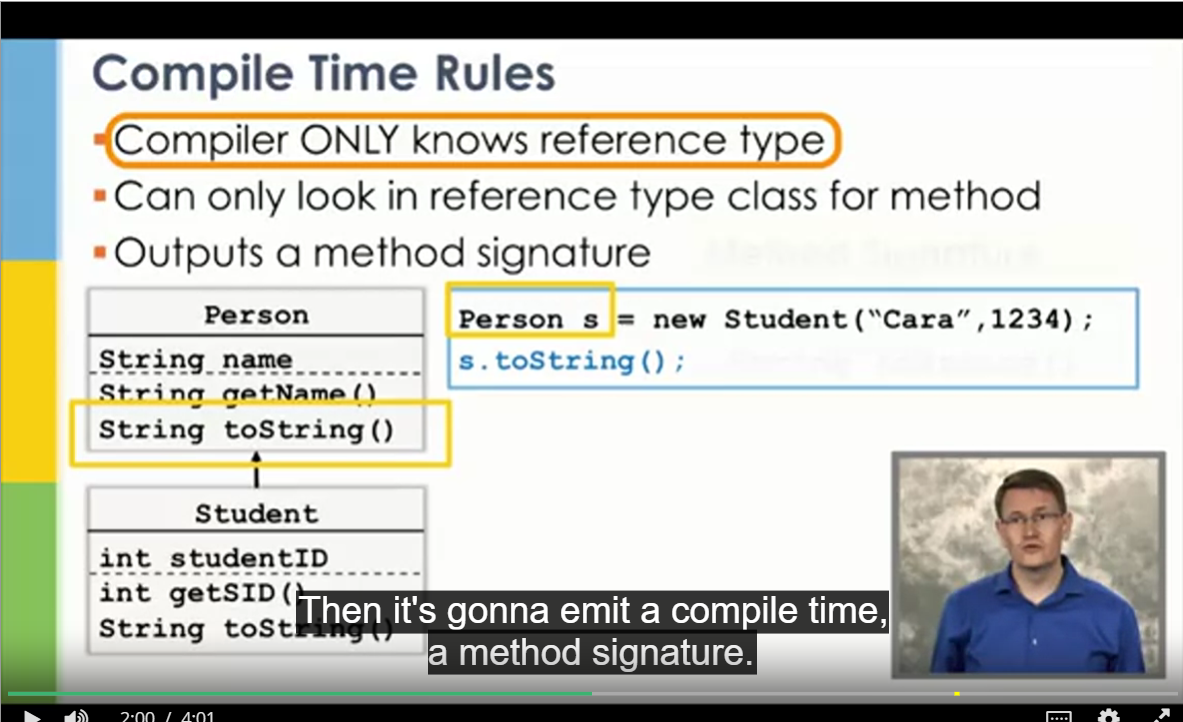 Compile Time Rules
Compiler ONLY knows reference type
Can only look in reference type class for method
Outputs a method signature
Method Signature
Person
String name
String getName()
String toString()
Person s = new Student(“Cara”,1234);
s.toString();
Student
int studentID
int getSID()
String toString()
Then it's gonna emit a compile time,
a method signature.
2:00 / 4:01